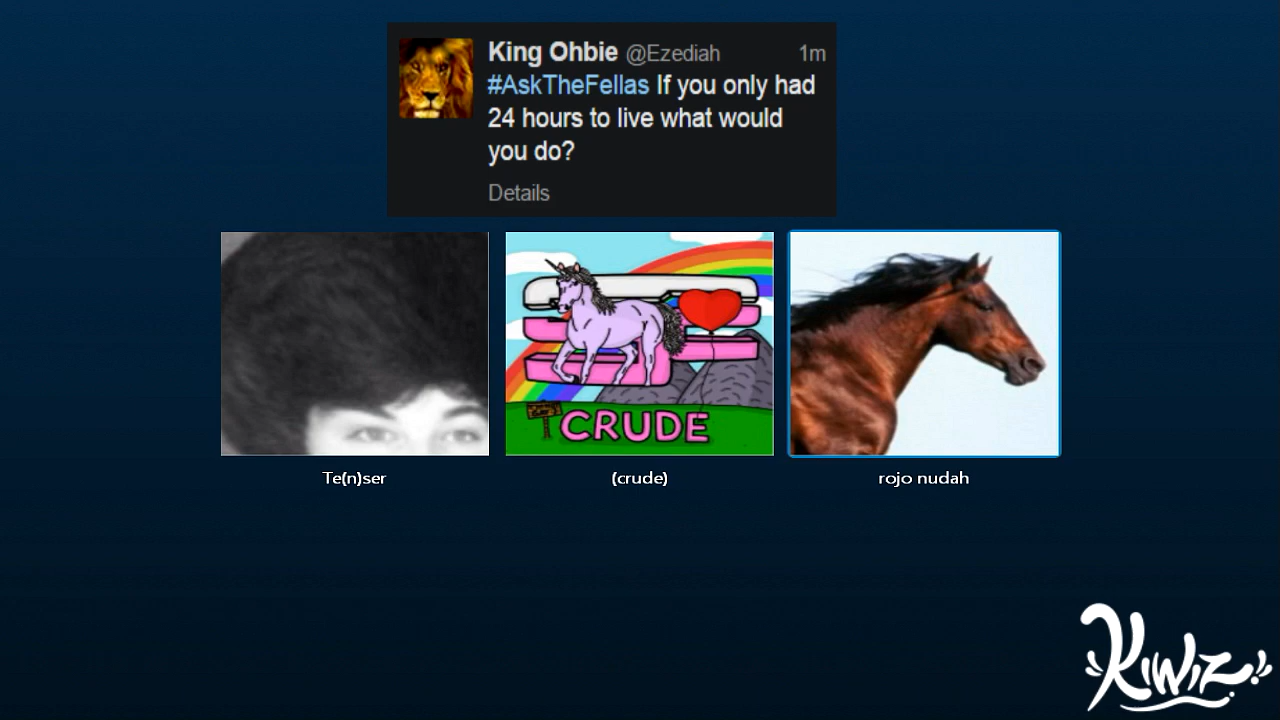 King Ohbie @Ezediah 1m
#AskTheFellas If you only had
24 hours to live what would
you do?
Details
CRUDE
Te(n)ser
(crude)
rojo nudah
Kiwiz